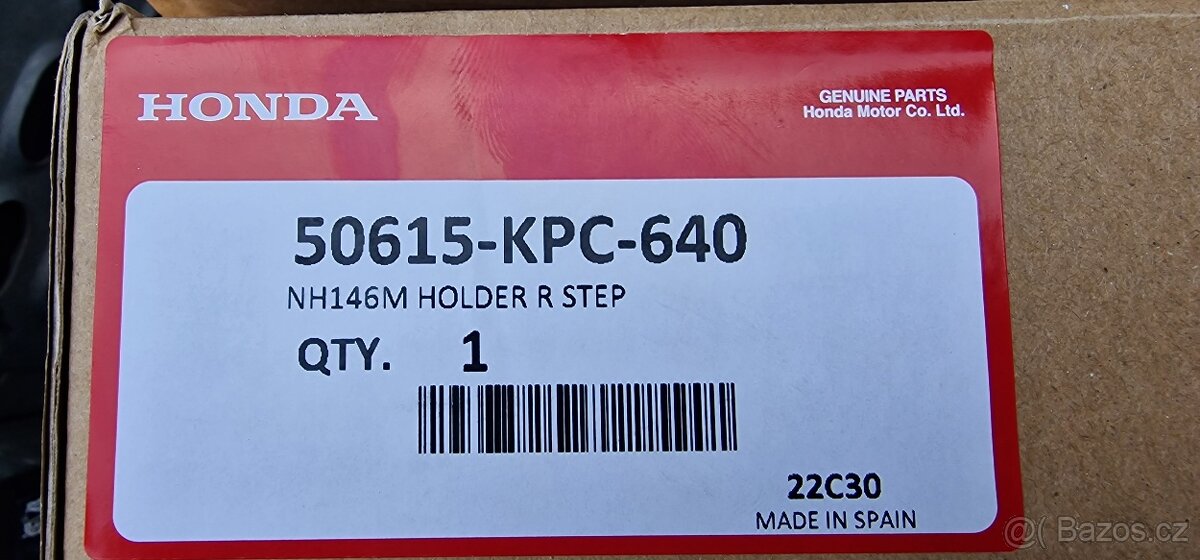 HONDA
GENUINE PARTS
Honda Motor Co. Ltd.
50615-KPC-640
NH146M HOLDER R STEP
QTY. 1
22C30
MADE IN SPAIN
@( Bazos.cz